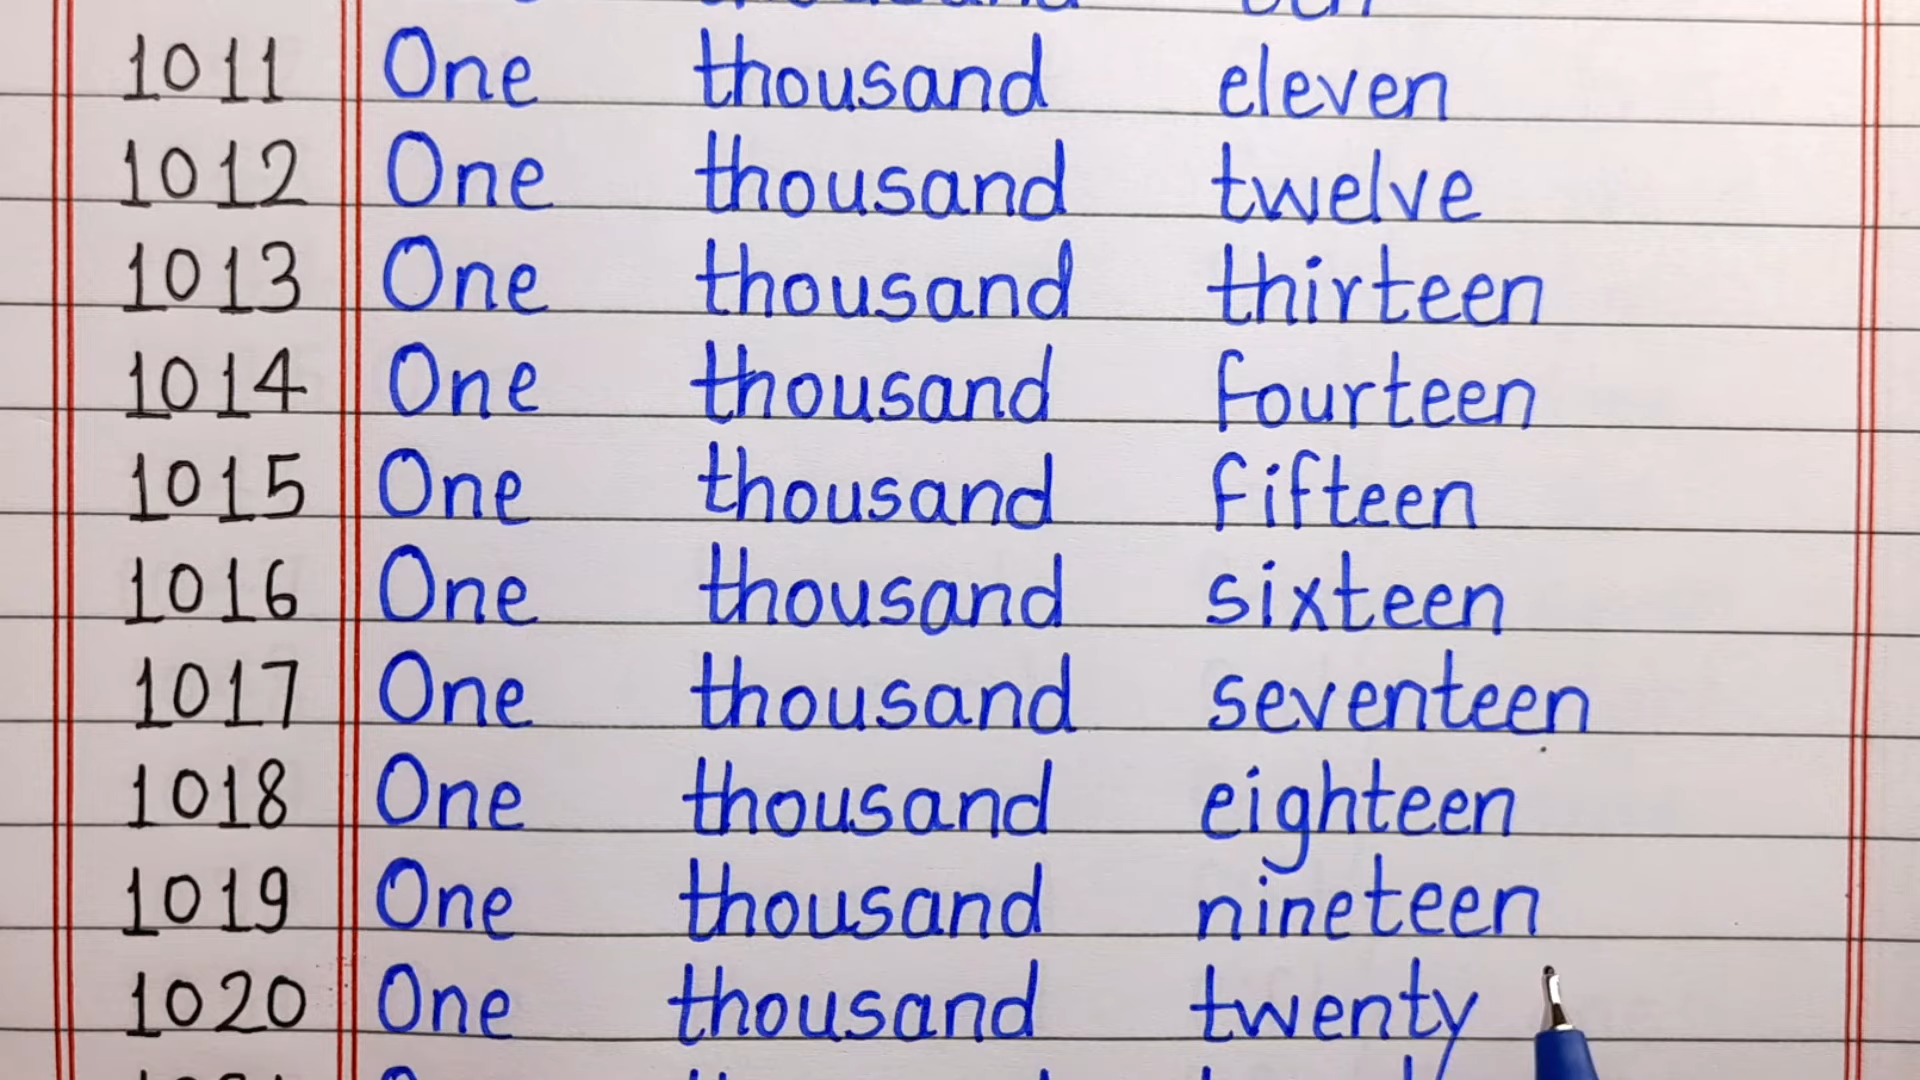 1011 One thousand eleven
1012 One thousand twelve
1013 One thousand thirteen
1014 One thousand fourteen
1015 One thousand fifteen
1016 One thousand sixteen
1017 One thousand seventeen
1018 One thousand eighteen
1019 One thousand nineteen
1020 One thousand twenty